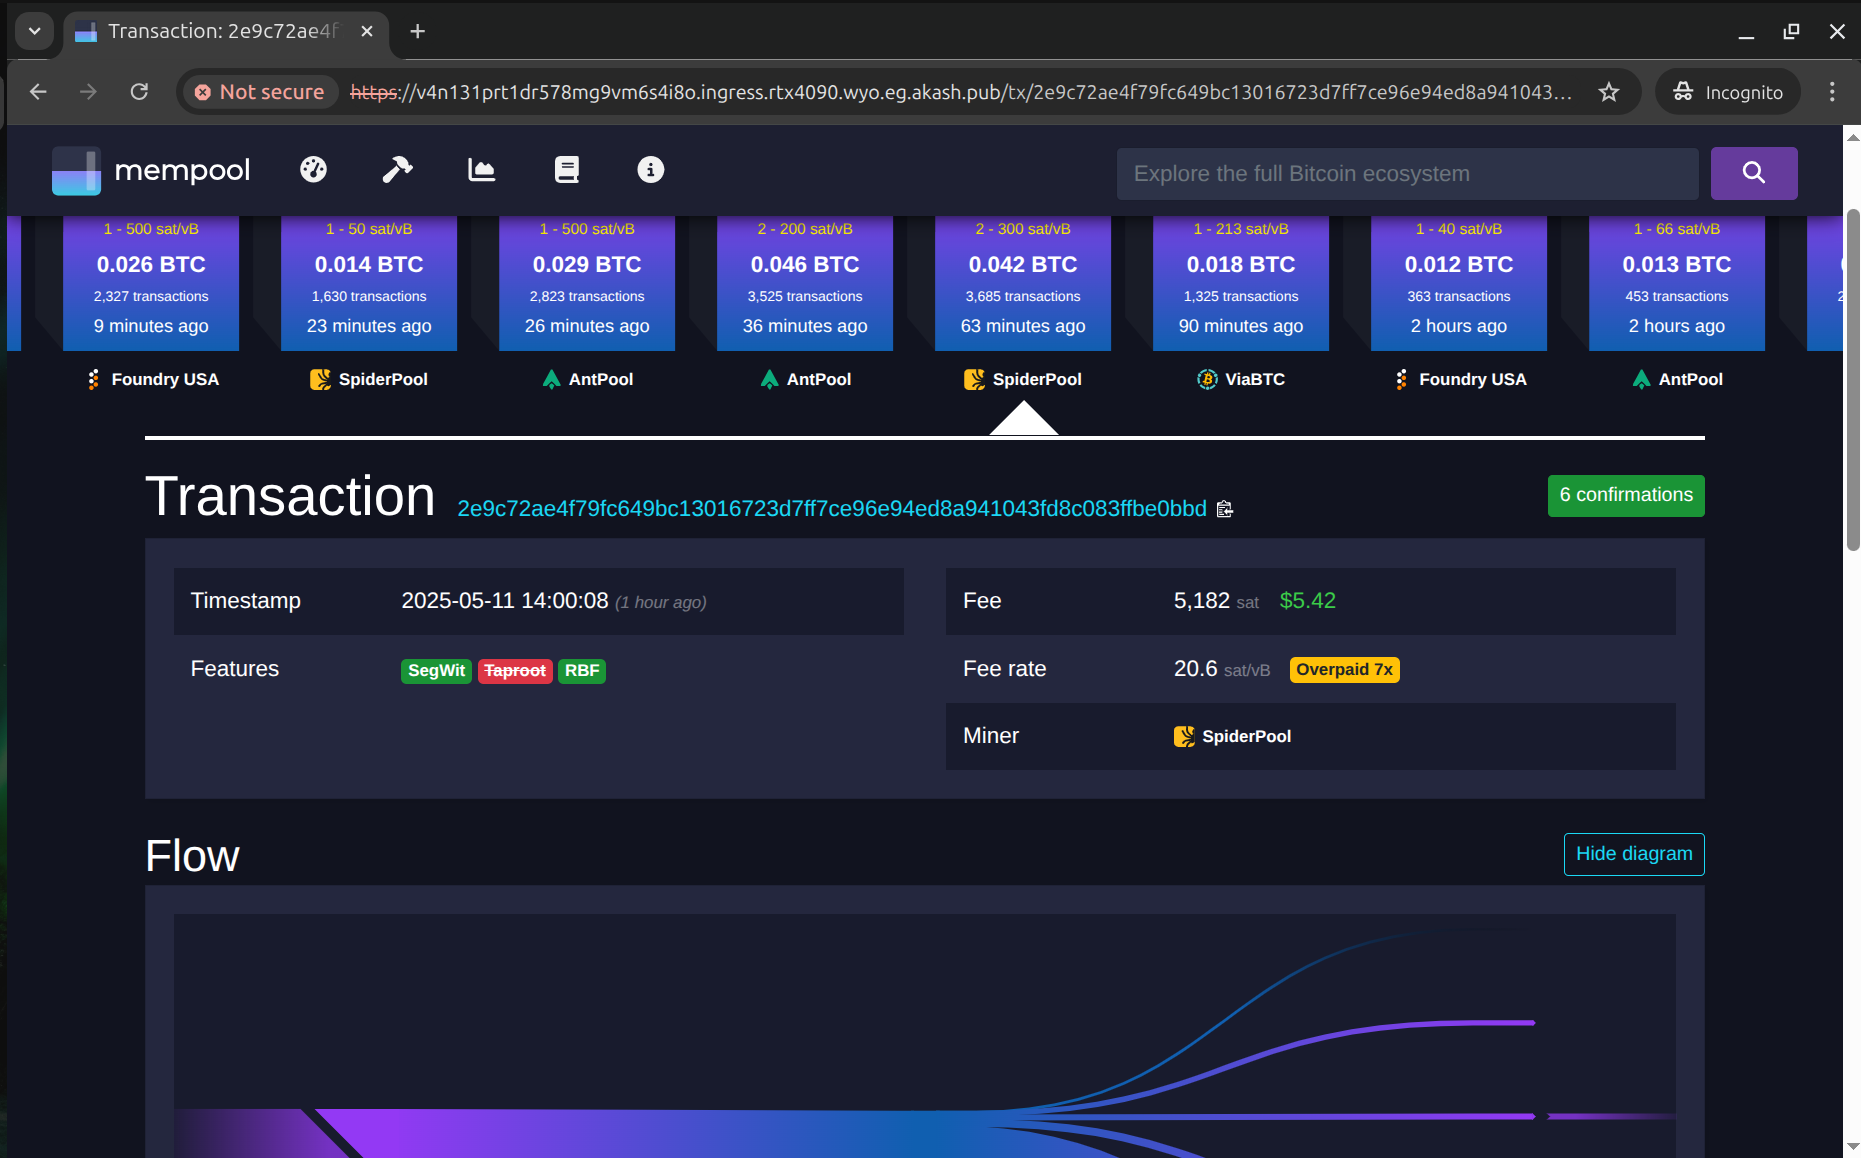 Transaction: 2e9c72ae4f
Not secure https://v4n131prt1dr578mg9vm6s4i8o.ingress.rtx4090.wyo.eg.akash.pub/tx/2e9c72ae4f79fc649bc13016723d7ff7ce96e94ed8a941043... Incognito
mempool Explore the full Bitcoin ecosystem
1 - 500 sat/vB 1 - 50 sat/vB 1 - 500 sat/vB 2 - 200 sat/vB 2 - 300 sat/vB 1 - 213 sat/vB 1 - 40 sat/vB 1 - 66 sat/vB
0.026 BTC 0.014 BTC 0.029 BTC 0.046 BTC 0.042 BTC 0.018 BTC 0.012 BTC 0.013 BTC
2,327 transactions 1,630 transactions 2,823 transactions 3,525 transactions 3,685 transactions 1,325 transactions 363 transactions 453 transactions
9 minutes ago 23 minutes ago 26 minutes ago 36 minutes ago 63 minutes ago 90 minutes ago 2 hours ago 2 hours ago
Foundry USA SpiderPool AntPool AntPool SpiderPool ViaBTC Foundry USA AntPool
Transaction 2e9c72ae4f79fc649bc13016723d7ff7ce96e94ed8a941043fd8c083ffbe0bbd 6 confirmations
Timestamp 2025-05-11 14:00:08 (1 hour ago) Fee 5,182 sat $5.42
Features SegWit Taproot RBF Fee rate 20.6 sat/vB Overpaid 7x
Miner SpiderPool
Flow Hide diagram